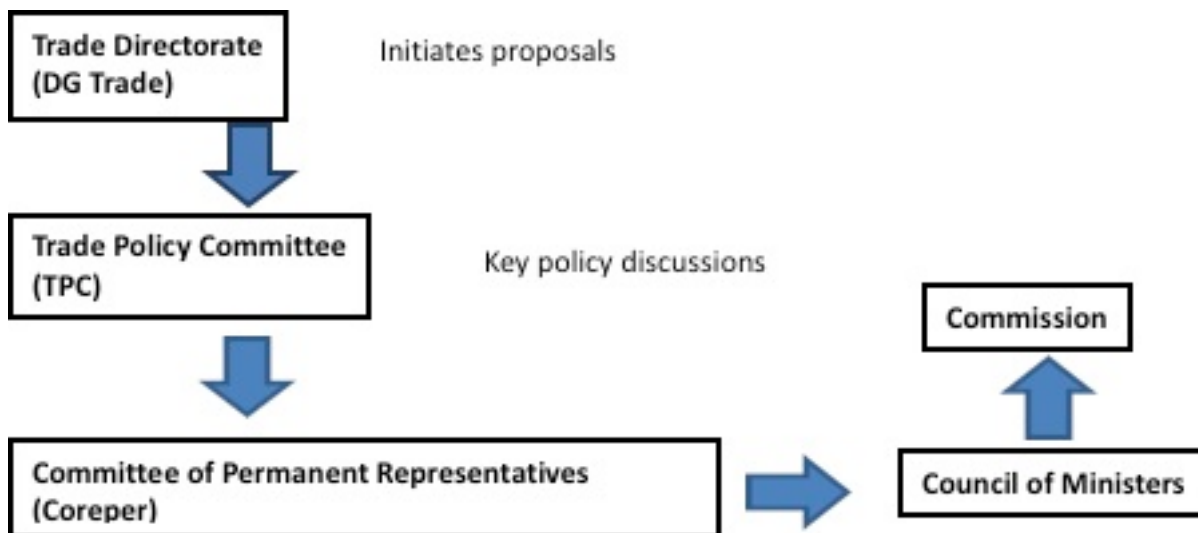 Trade Directorate
(DG Trade)
Initiates proposals
Trade Policy Committee
(TPC)
Key policy discussions
Commission
Committee of Permanent Representatives
(Coreper)
Council of Ministers